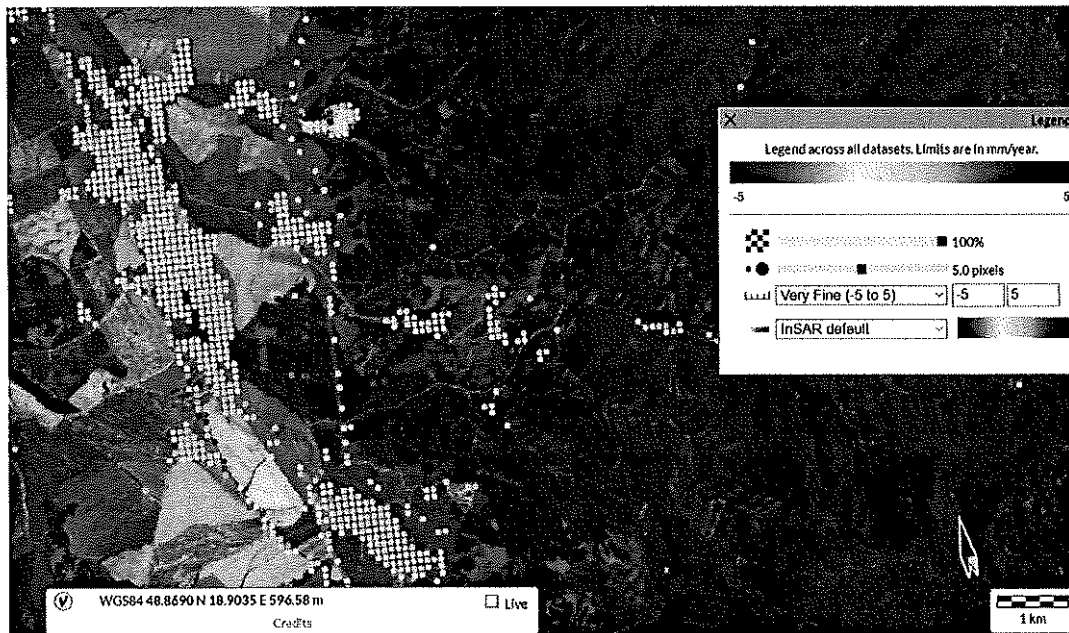 Legend
Legend across all datasets. Limits are in mm/year.
-5 5
100%
5.0 pixels
Very Fine (-5 to 5) -5 5
InSAR default
WGS84 48.8690 N 18.9035 E 596.58 m Live
Credits
1 km